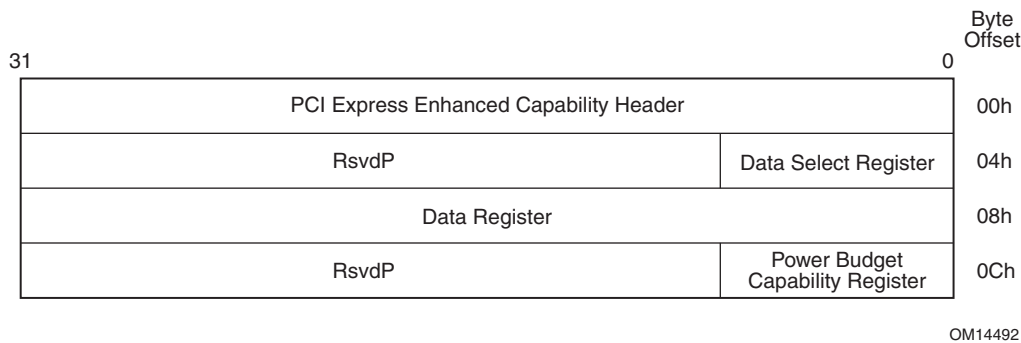 Byte
Offset
31
0
PCI Express Enhanced Capability Header
00h
RsvdP
Data Select Register
04h
Data Register
08h
RsvdP
Power Budget
Capability Register
0Ch
OM14492